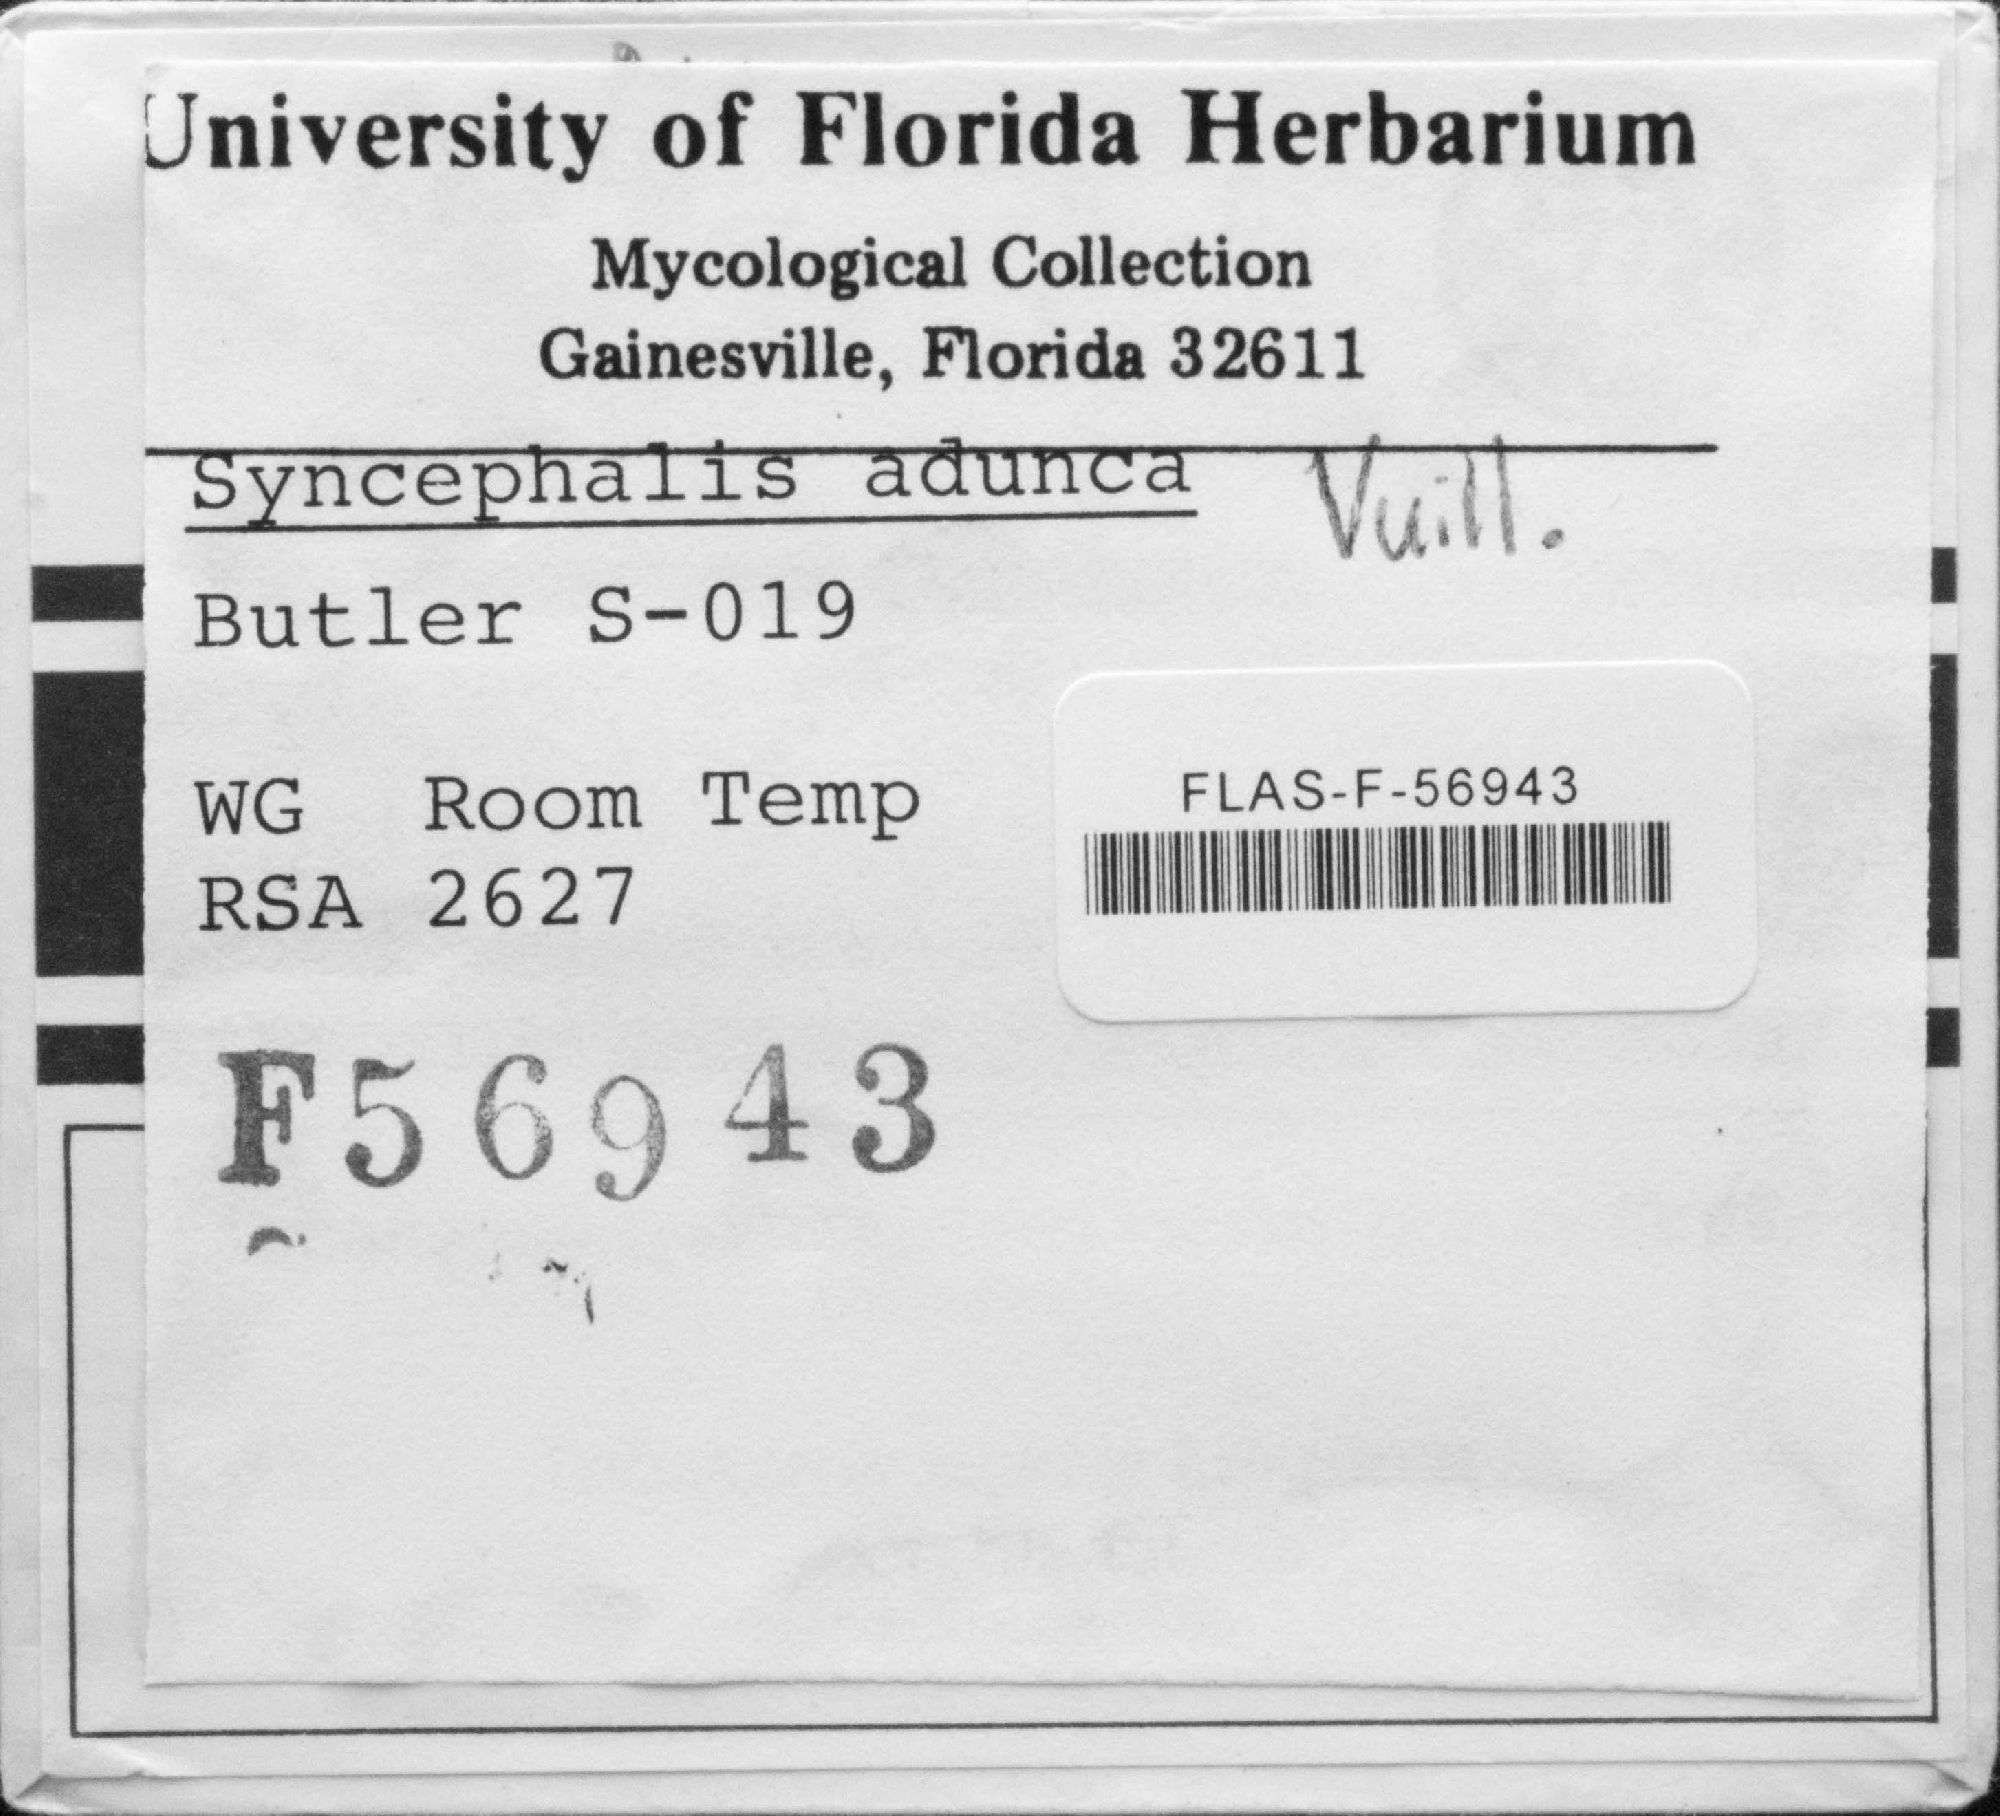 University of Florida Herbarium
Mycological Collection
Gainesville, Florida 32611
Syncephalis adunca Vuill.
Butler S-019
WG Room Temp
RSA 2627
FLAS-F-56943
F56943